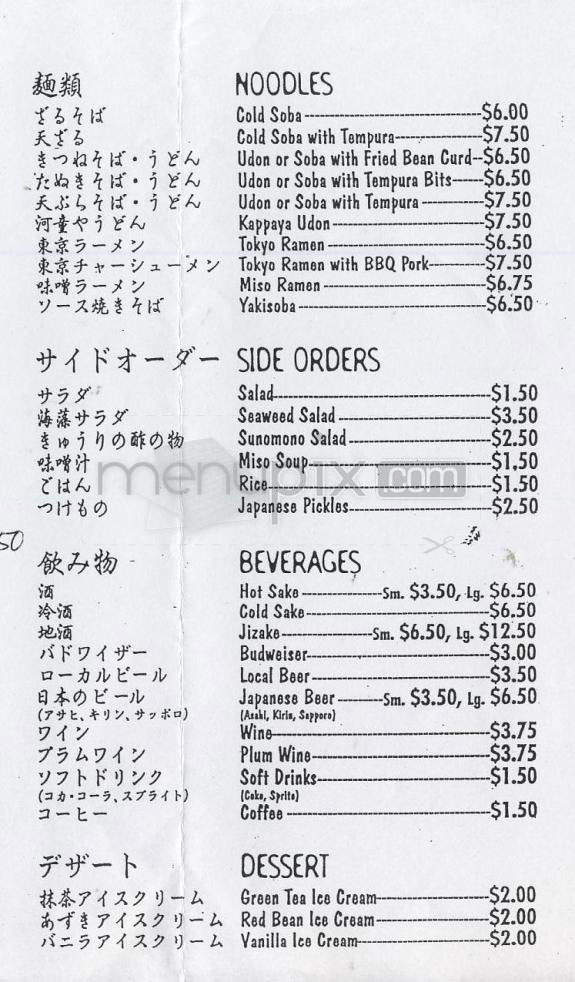 麺類 NOODLES
ざるそば Cold Soba $6.00
天ざる Cold Soba with Tempura $7.50
きつねそば・うどん Udon or Soba with Fried Bean Curd $6.50
たぬきそば・うどん Udon or Soba with Tempura Bits $6.50
天ぷらそば・うどん Udon or Soba with Tempura $7.50
河童やうどん Kappaya Udon $7.50
東京ラーメン Tokyo Ramen $6.50
東京チャーシューメン Tokyo Ramen with BBQ Pork $7.50
味噌ラーメン Miso Ramen $6.75
ソース焼きそば Yakisoba $6.50
サイドオーダー SIDE ORDERS
サラダ Salad $1.50
海藻サラダ Seaweed Salad $3.50
きゅうりの酢の物 Sunomono Salad $2.50
味噌汁 Miso Soup $1.50
menupix.com
ごはん Rice $1.50
つけもの Japanese Pickles $2.50
50
飲み物 BEVERAGES
酒 Hot Sake Sm. $3.50, Lg. $6.50
冷酒 Cold Sake $6.50
地酒 Jizake Sm. $6.50, Lg. $12.50
バドワイザー Budweiser $3.00
ローカルビール Local Beer $3.50
日本のビール Japanese Beer Sm. $3.50, Lg. $6.50
(アサヒ、キリン、サッポロ) (Asahi, Kirin, Sapporo)
ワイン Wine $3.75
プラムワイン Plum Wine $3.75
ソフトドリンク Soft Drinks $1.50
(コカ・コーラ、スプライト) (Coke, Sprite)
コーヒー Coffee $1.50
デザート DESSERT
抹茶アイスクリーム Green Tea Ice Cream $2.00
あずきアイスクリーム Red Bean Ice Cream $2.00
バニラアイスクリーム Vanilla Ice Cream $2.00